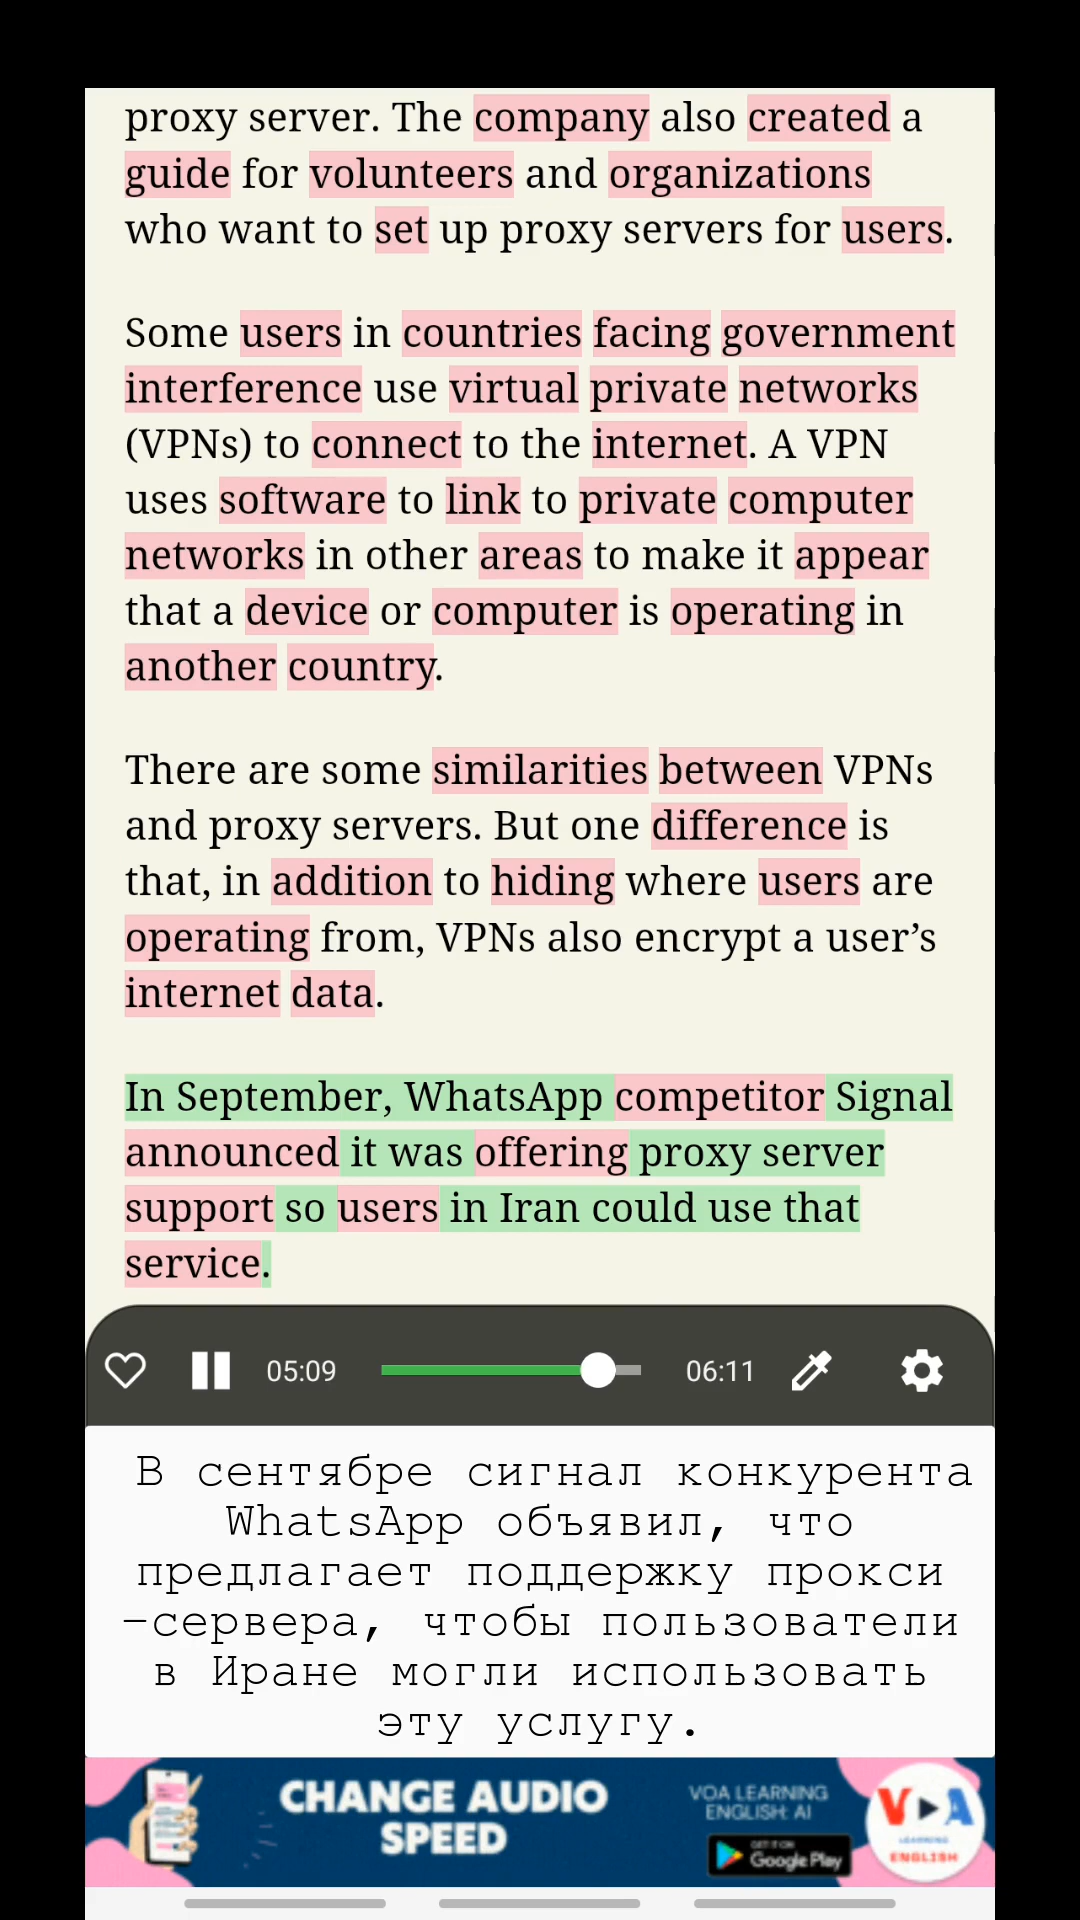 proxy server. The company also created a
guide for volunteers and organizations
who want to set up proxy servers for users.
Some users in countries facing government
interference use virtual private networks
(VPNs) to connect to the internet. A VPN
uses software to link to private computer
networks in other areas to make it appear
that a device or computer is operating in
another country.
There are some similarities between VPNs
and proxy servers. But one difference is
that, in addition to hiding where users are
operating from, VPNs also encrypt a user’s
internet data.
In September, WhatsApp competitor Signal
announced it was offering proxy server
support so users in Iran could use that
service.
05:09
06:11
В сентябре сигнал конкурента
WhatsApp объявил, что
предлагает поддержку прокси
-сервера, чтобы пользователи
в Иране могли использовать
эту услугу.
CHANGE AUDIO
SPEED
VOA LEARNING
ENGLISH: AI
GET IT ON
Google Play
VOA
LEARNING
ENGLISH